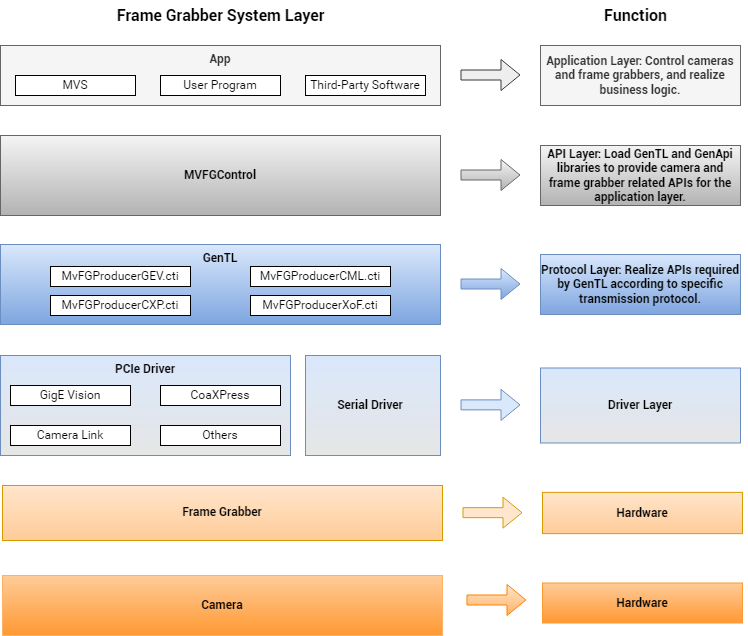 Frame Grabber System Layer
Function
App
MVS
User Program
Third-Party Software
Application Layer: Control cameras
and frame grabbers, and realize
business logic.
MVFGControl
API Layer: Load GenTL and GenApi
libraries to provide camera and
frame grabber related APIs for the
application layer.
GenTL
MvFGProducerGEV.cti
MvFGProducerCML.cti
MvFGProducerCXP.cti
MvFGProducerXoF.cti
Protocol Layer: Realize APIs required
by GenTL according to specific
transmission protocol.
PCIe Driver
GigE Vision
CoaXPress
Camera Link
Others
Serial Driver
Driver Layer
Frame Grabber
Hardware
Camera
Hardware